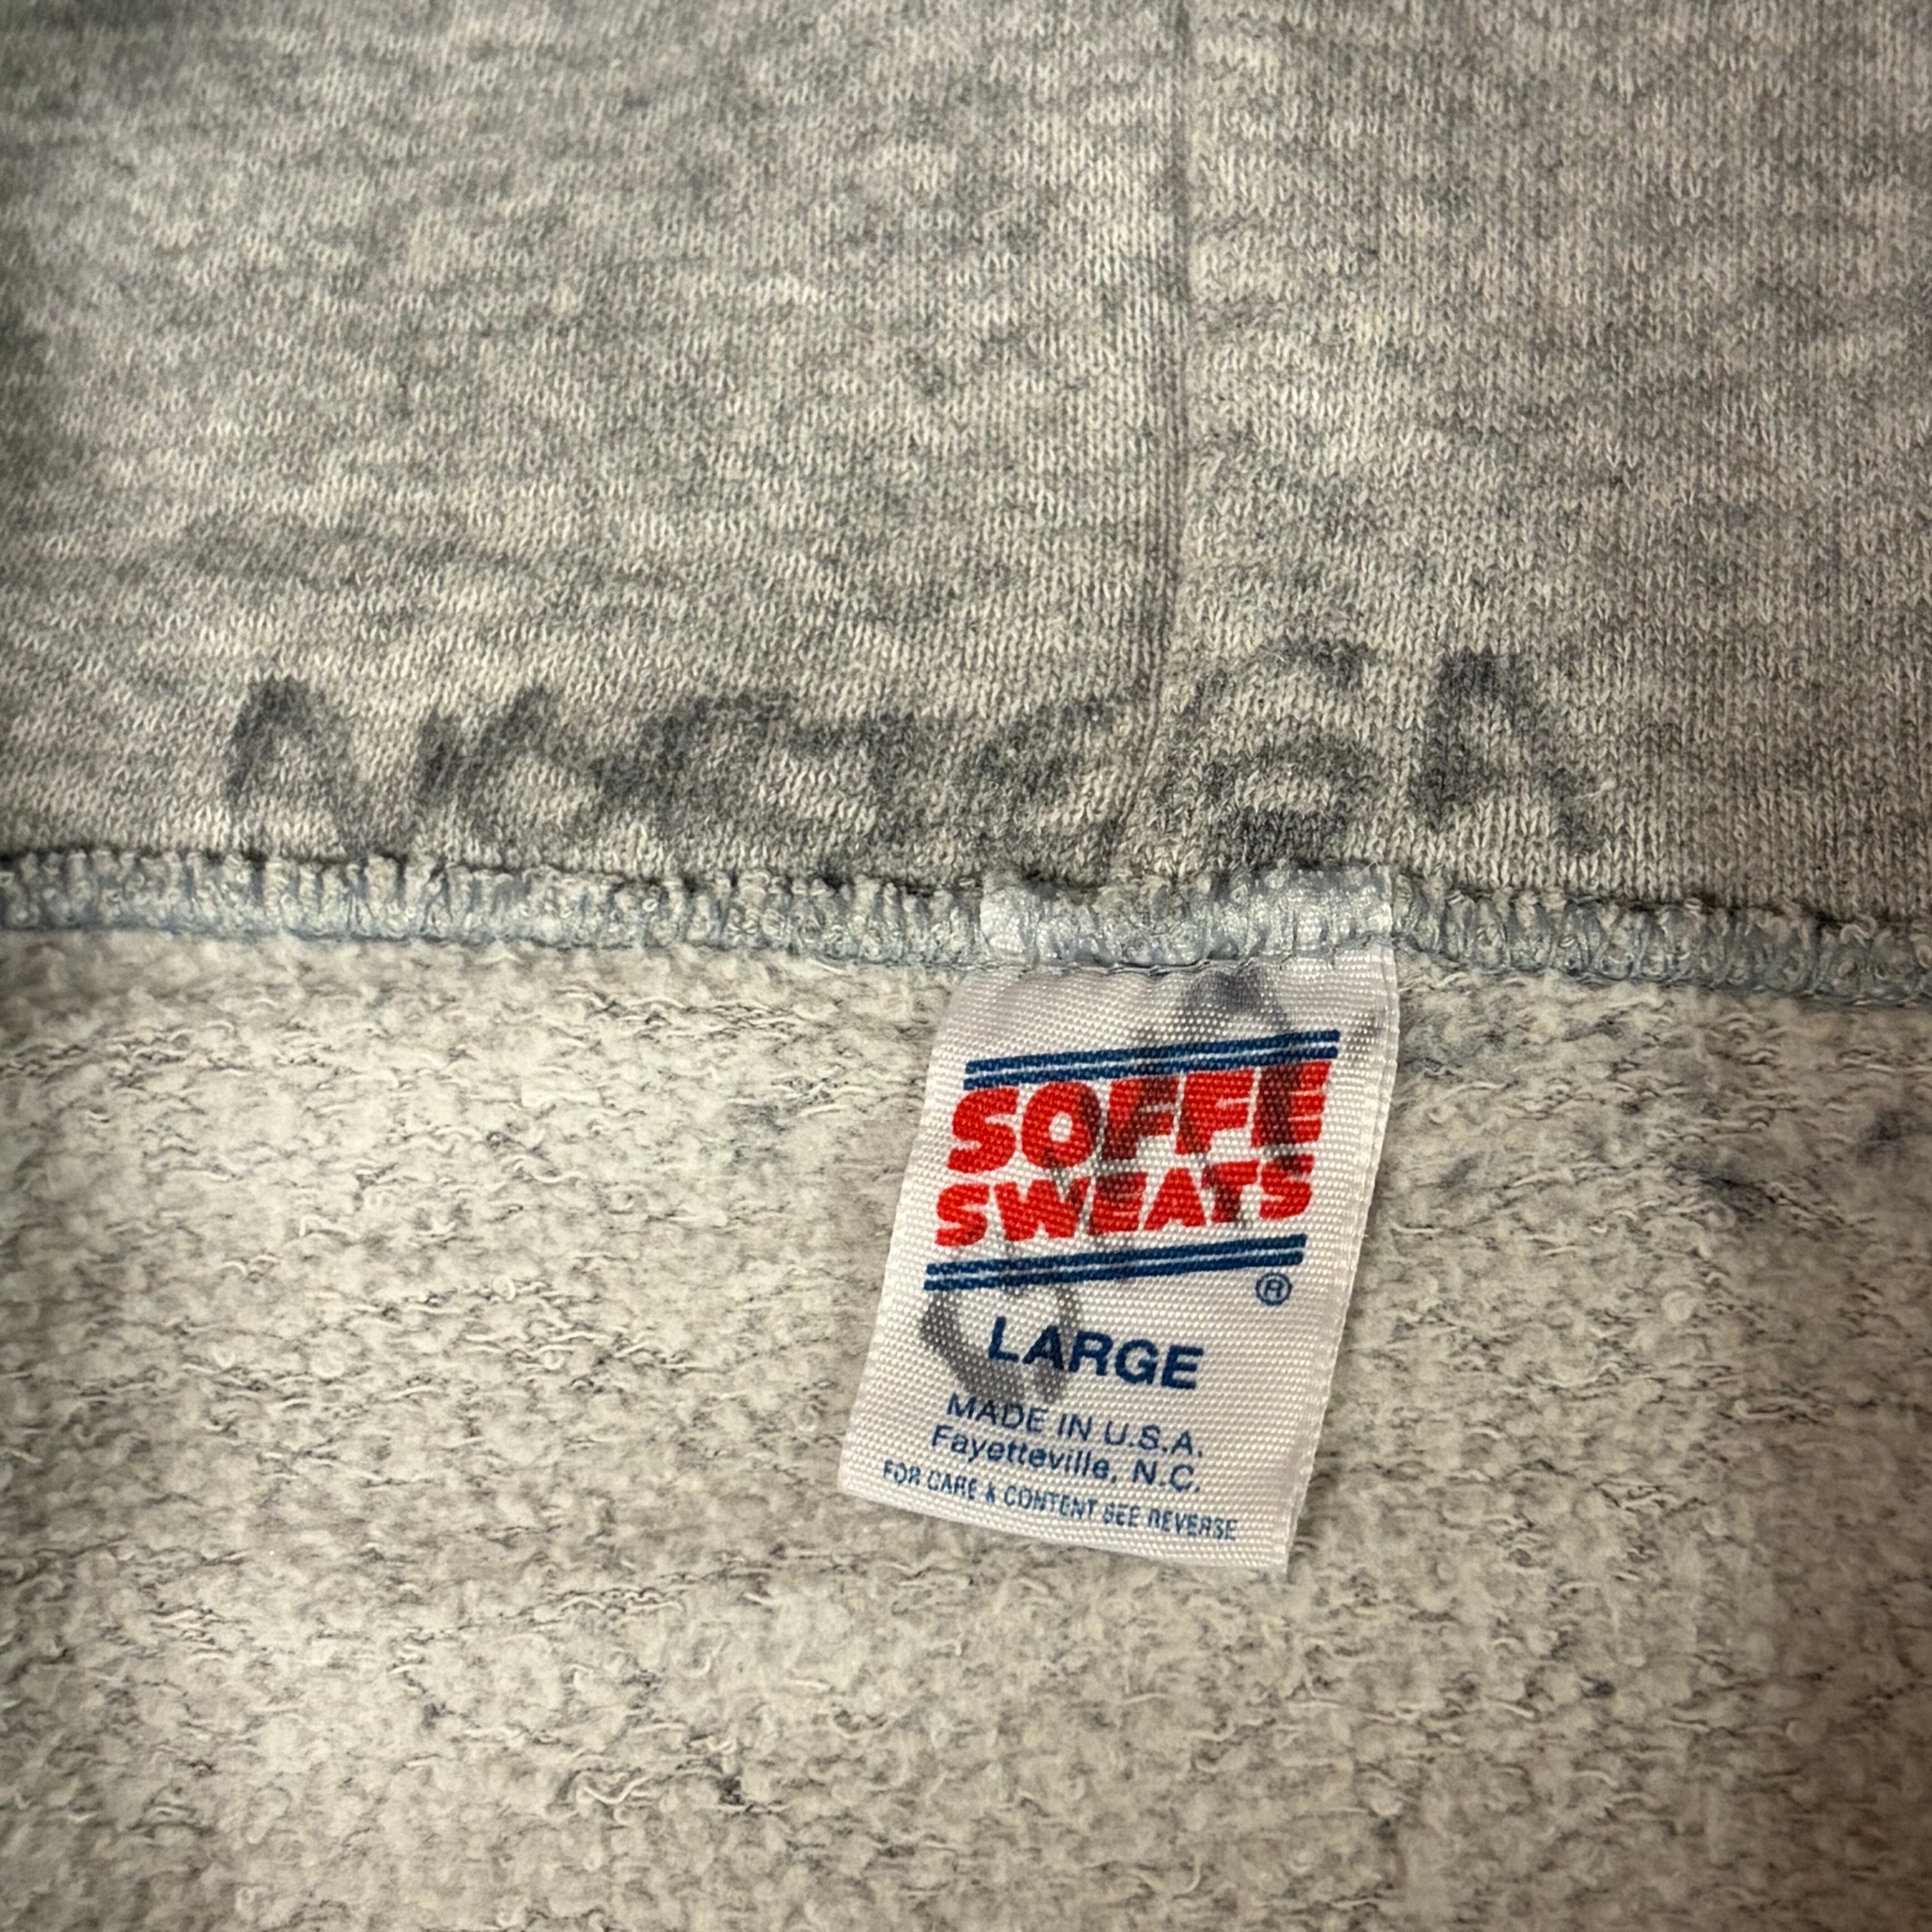 SOFFE
SWEATS
®
LARGE
MADE IN U.S.A.
Fayetteville, N.C.
FOR CARE & CONTENT SEE REVERSE